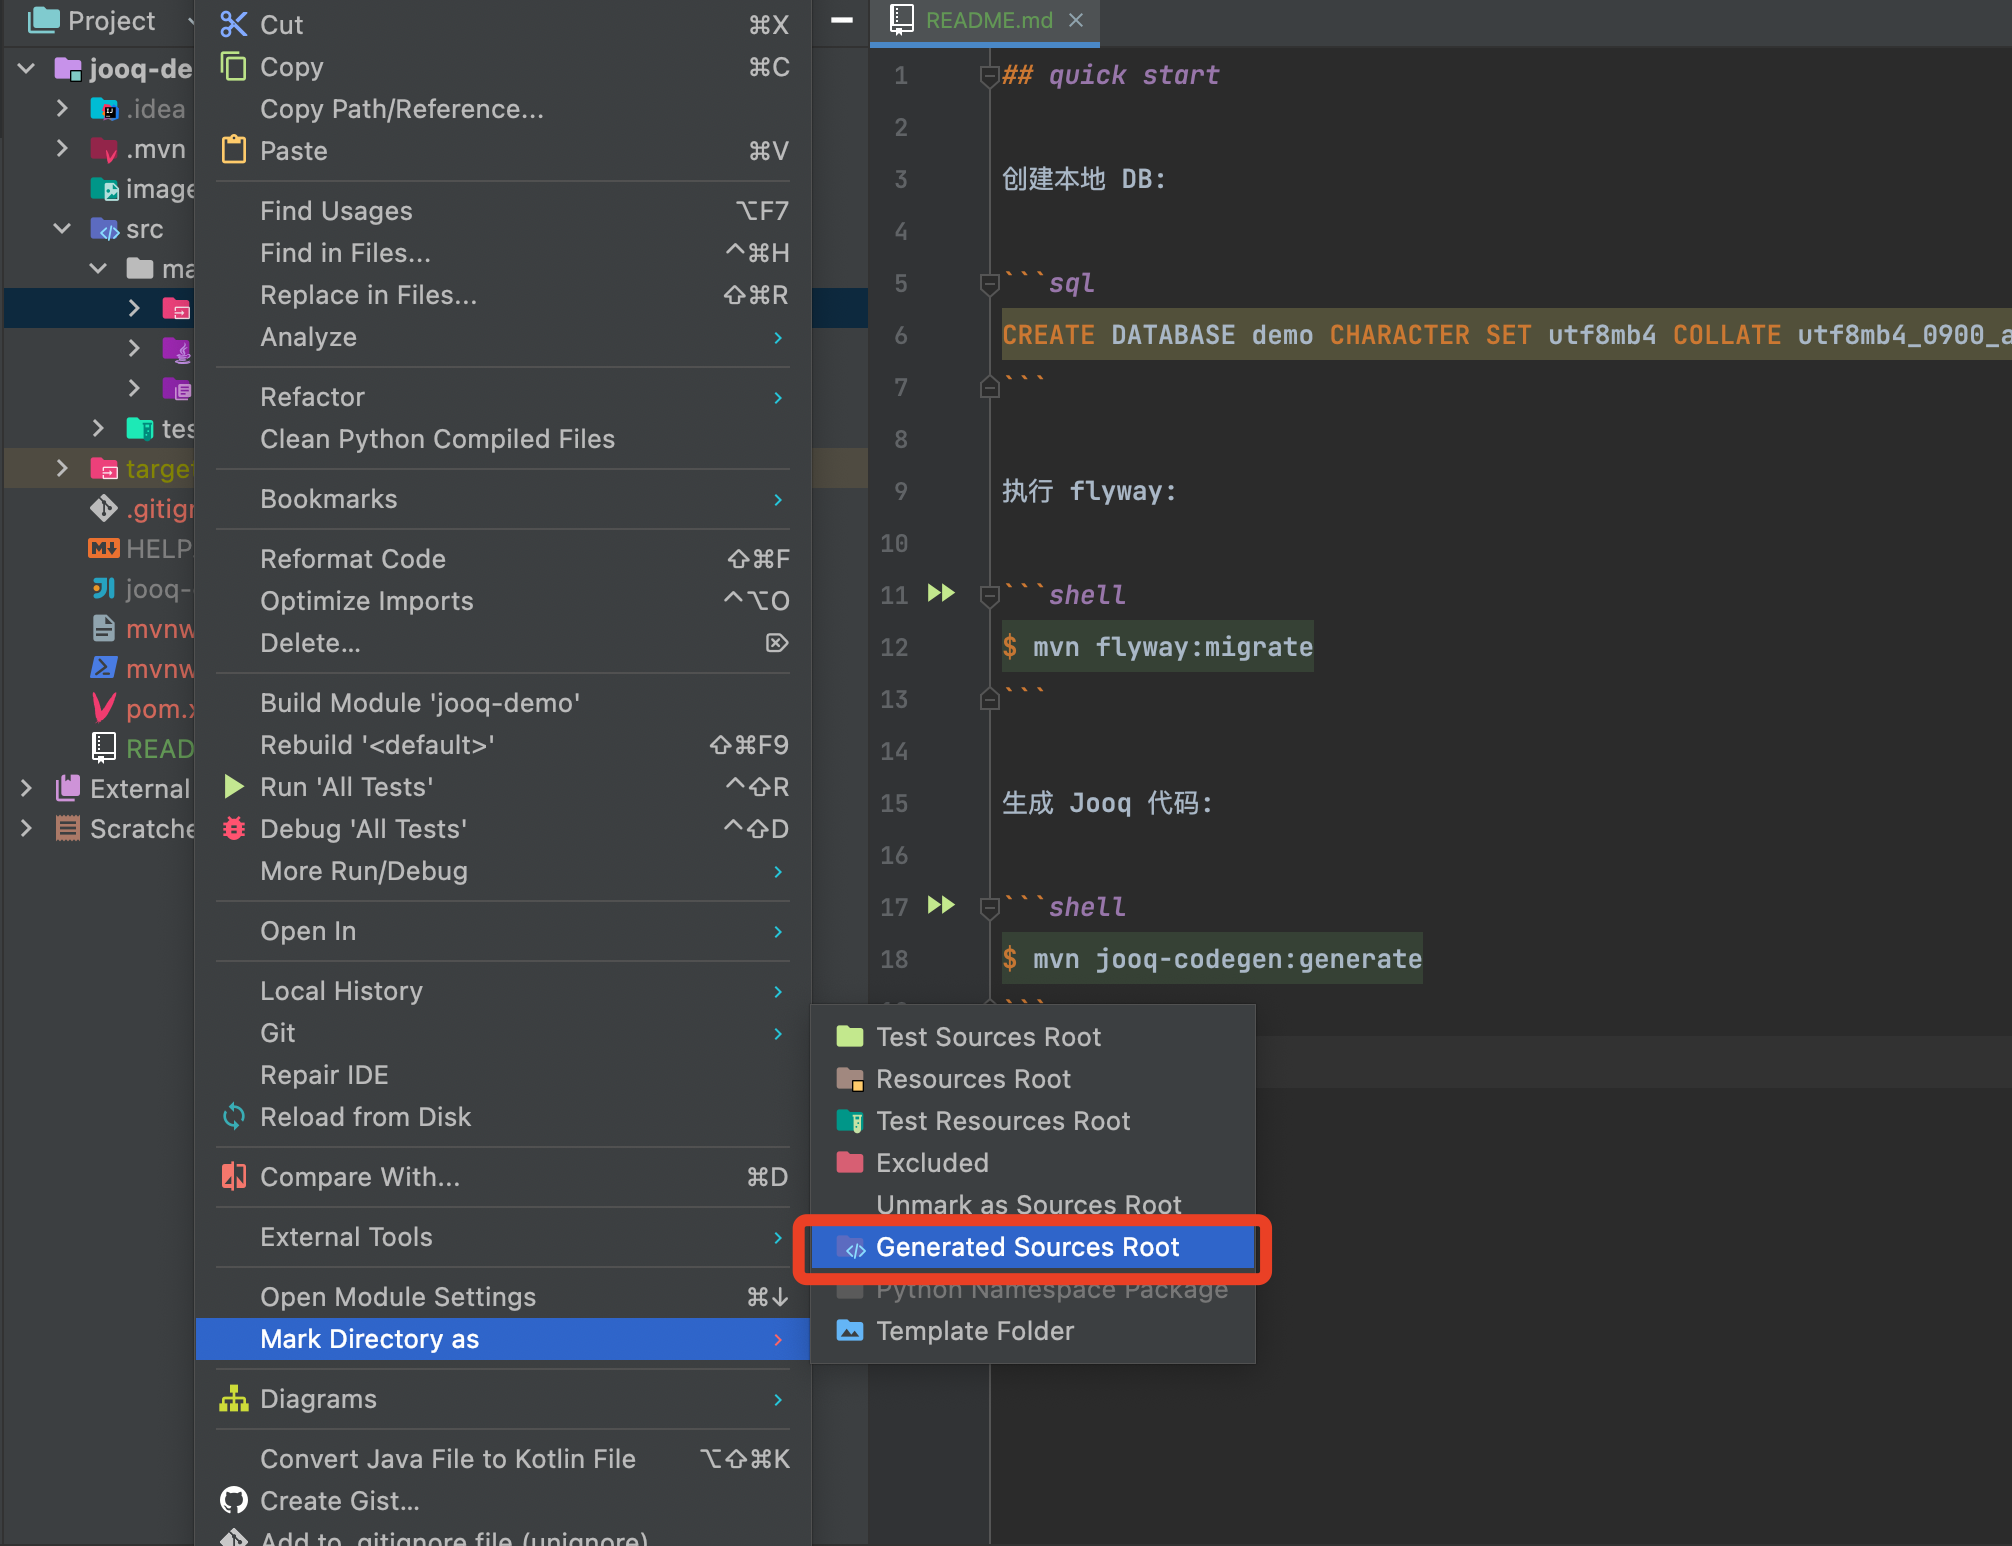 Project
jooq-de
.idea
.mvn
image
src
ma
tes
targe
.gitigr
HELP.
jooq-
mvnw
mvnw
pom.x
READ
External
Scratche
Cut ⌘X
Copy ⌘C
Copy Path/Reference...
Paste ⌘V
Find Usages ⌥F7
Find in Files... ^⌘H
Replace in Files... ⇧⌘R
Analyze
Refactor
Clean Python Compiled Files
Bookmarks
Reformat Code ⇧⌘F
Optimize Imports ^⌥O
Delete... ⌦
Build Module 'jooq-demo'
Rebuild '<default>' ⇧⌘F9
Run 'All Tests' ^⇧R
Debug 'All Tests' ^⇧D
More Run/Debug
Open In
Local History
Git
Repair IDE
Reload from Disk
Compare With... ⌘D
External Tools
Open Module Settings ⌘↓
Mark Directory as
Diagrams
Convert Java File to Kotlin File ⌥⇧⌘K
Create Gist...
Add to .gitignore file (unignore)
Test Sources Root
Resources Root
Test Resources Root
Excluded
Unmark as Sources Root
Generated Sources Root
Python Namespace Package
Template Folder
README.md
1 ## quick start
2
3 创建本地 DB:
4
5 ```sql
6 CREATE DATABASE demo CHARACTER SET utf8mb4 COLLATE utf8mb4_0900_a
7 ```
8
9 执行 flyway:
10
11 ```shell
12 $ mvn flyway:migrate
13 ```
14
15 生成 Jooq 代码:
16
17 ```shell
18 $ mvn jooq-codegen:generate
```